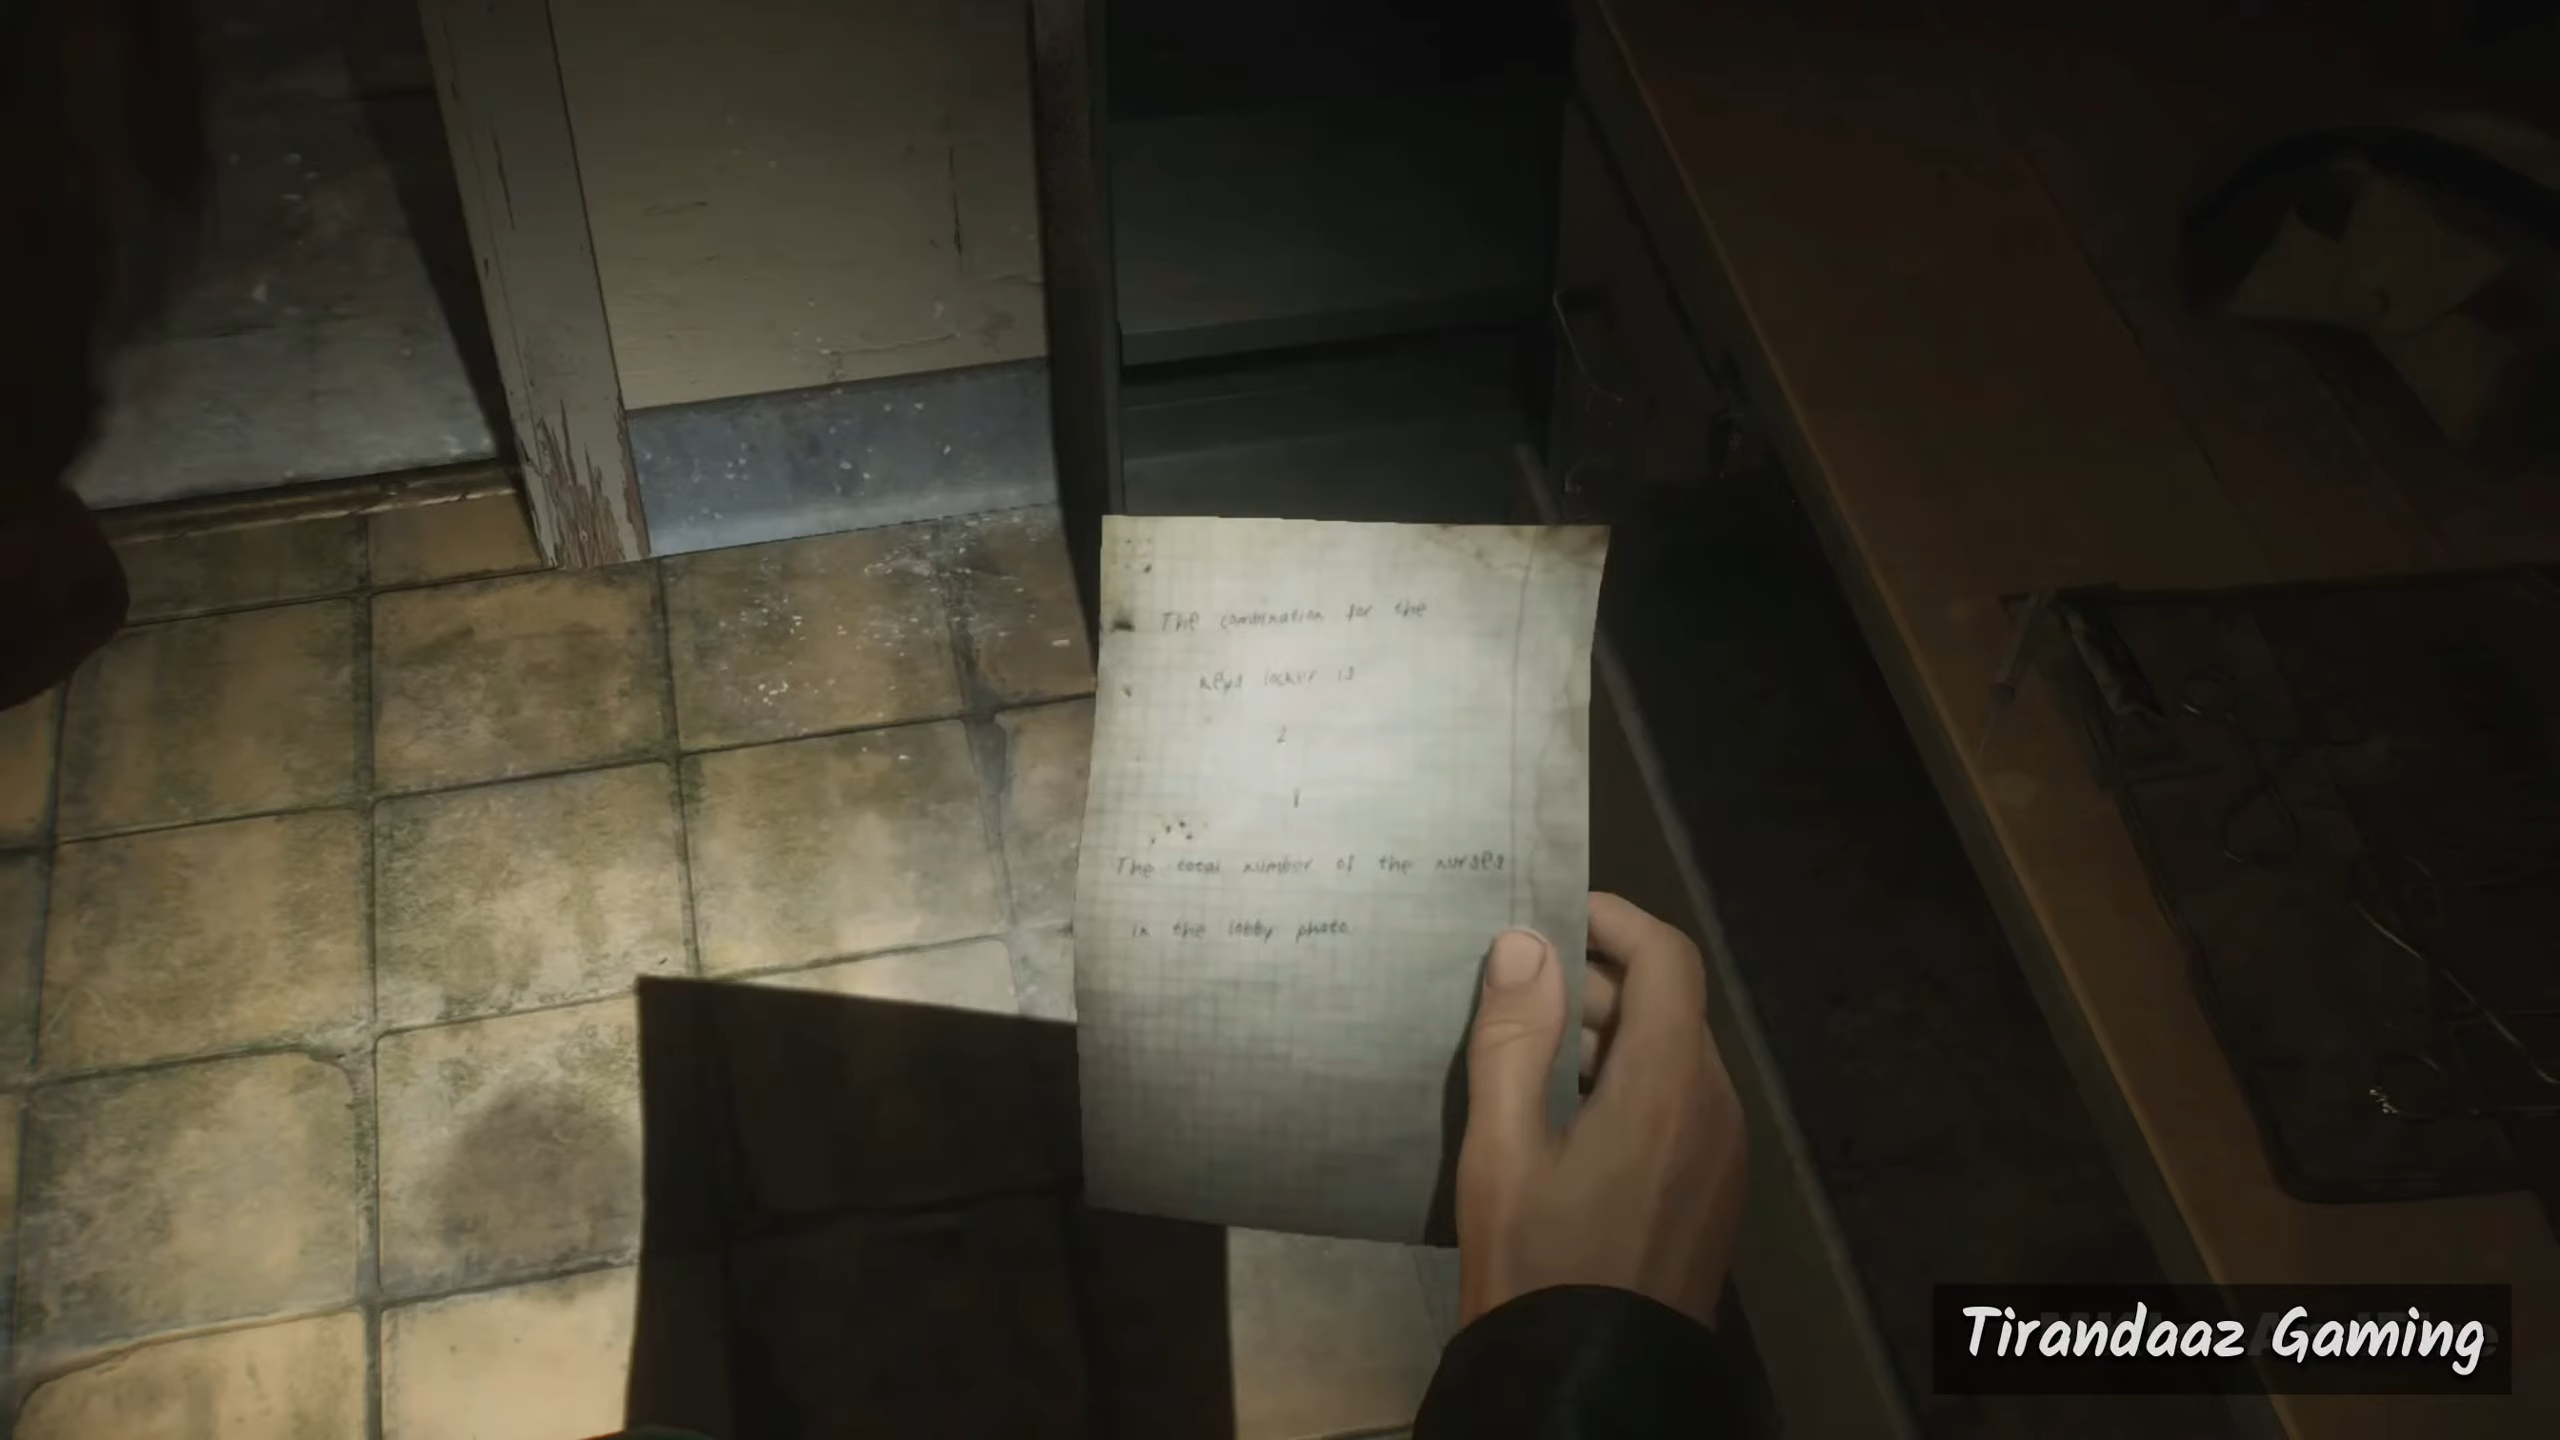 The combination for the
keys locker is
2
1
The total number of the nurses
in the lobby photo.
Tirandaaz Gaming